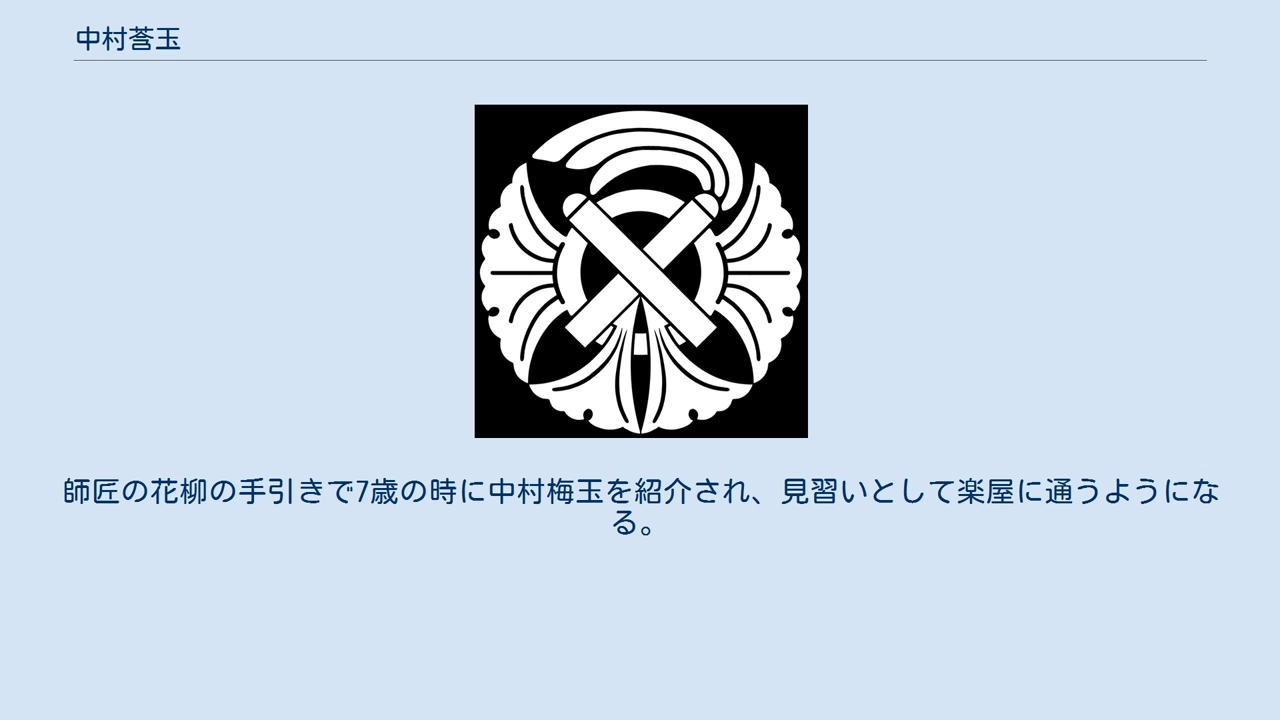 中村莟玉
師匠の花柳の手引きで7歳の時に中村梅玉を紹介され、見習いとして楽屋に通うようにな
る。